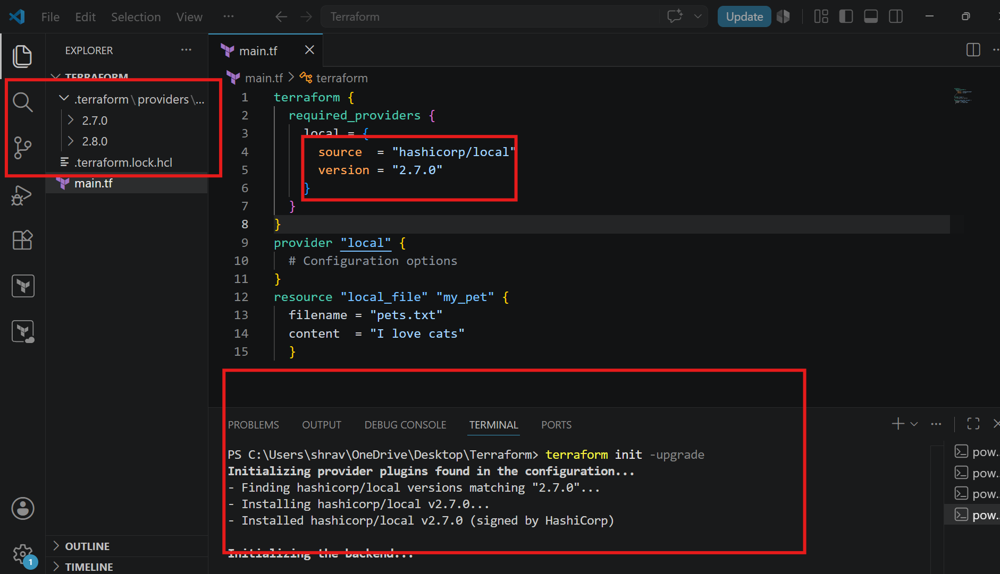 File Edit Selection View ... Terraform Update
EXPLORER ...
TERRAFORM
.terraform\providers\...
2.7.0
2.8.0
.terraform.lock.hcl
main.tf
OUTLINE
TIMELINE
1
main.tf
main.tf > terraform
1 terraform {
2   required_providers {
3     local = {
4       source  = "hashicorp/local"
5       version = "2.7.0"
6     }
7   }
8 }
9 provider "local" {
10   # Configuration options
11 }
12 resource "local_file" "my_pet" {
13   filename = "pets.txt"
14   content  = "I love cats"
15   }
PROBLEMS OUTPUT DEBUG CONSOLE TERMINAL PORTS
PS C:\Users\shrav\OneDrive\Desktop\Terraform> terraform init -upgrade
Initializing provider plugins found in the configuration...
- Finding hashicorp/local versions matching "2.7.0"...
- Installing hashicorp/local v2.7.0...
- Installed hashicorp/local v2.7.0 (signed by HashiCorp)
Initializing the backend...
pow...
pow...
pow...
pow...